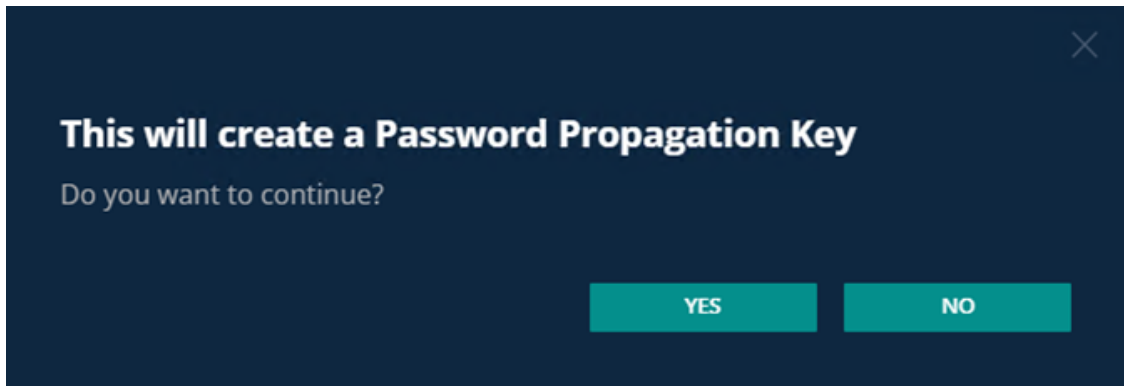 This will create a Password Propagation Key
Do you want to continue?
YES
NO